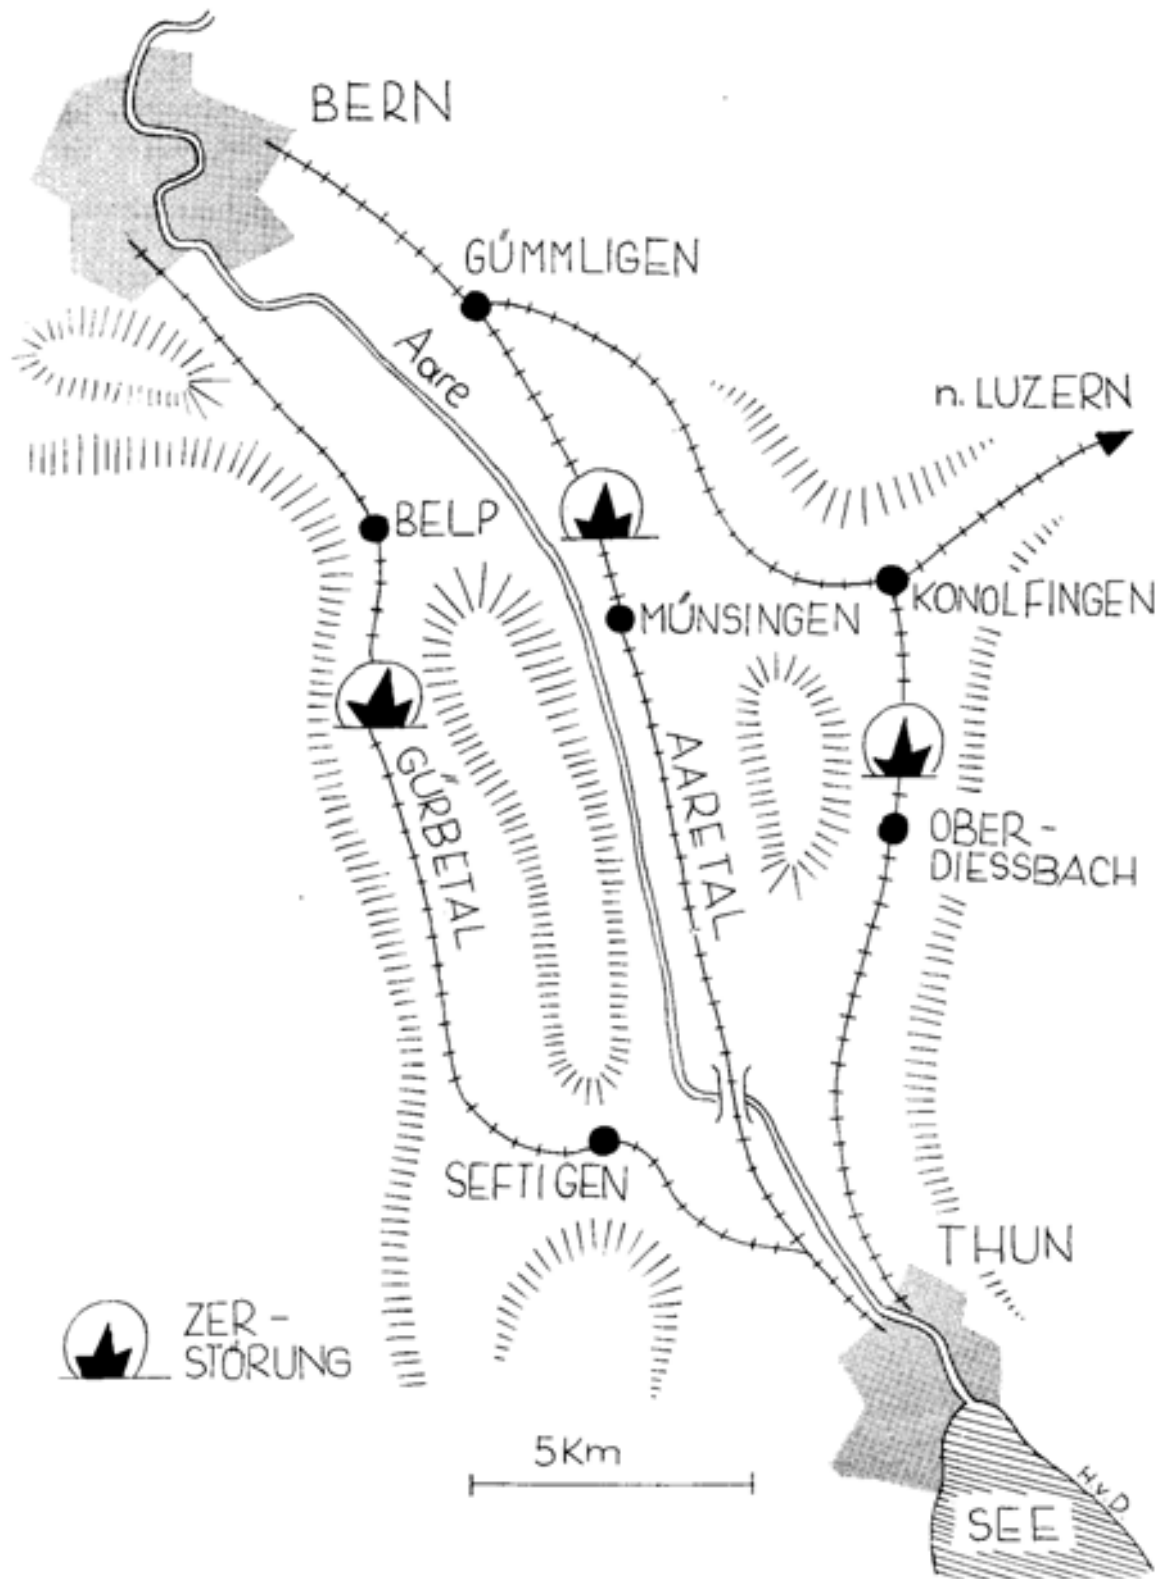 BERN
GÜMMLIGEN
Aare
n. LUZERN
BELP
KONOLFINGEN
MÜNSINGEN
GÜRBETAL
AARETAL
OBER-
DIESSBACH
SEFTIGEN
THUN
ZER-
STÖRUNG
5Km
H.v.D.
SEE